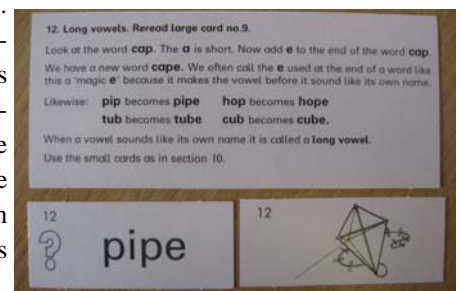 12. Long vowels. Reread large card no.9.
Look at the word cap. The a is short. Now add e to the end of the word cap.
We have a new word cape. We often call the e used at the end of a word like
this a 'magic e' because it makes the vowel before it sound like its own name.
Likewise: pip becomes pipe hop becomes hope
tub becomes tube cub becomes cube.
When a vowel sounds like its own name it is called a long vowel.
Use the small cards as in section 10.
12
? pipe
12